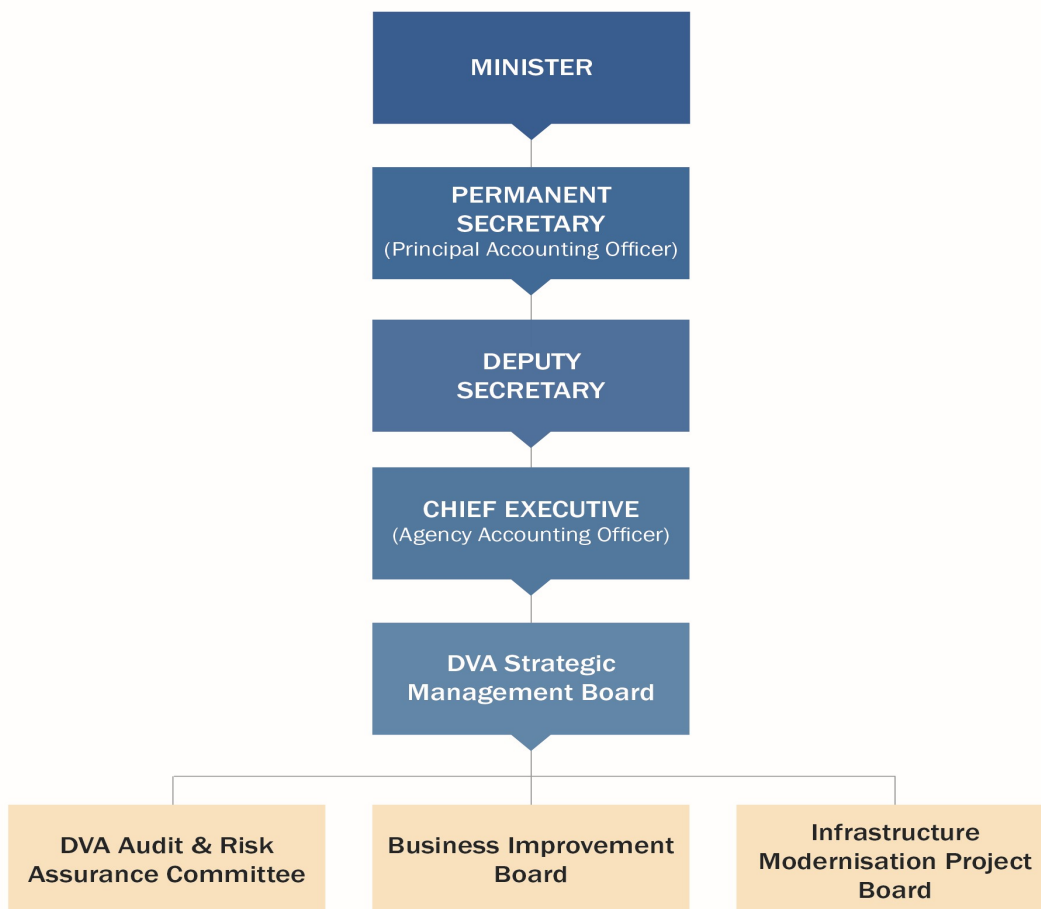 MINISTER
PERMANENT
SECRETARY
(Principal Accounting Officer)
DEPUTY
SECRETARY
CHIEF EXECUTIVE
(Agency Accounting Officer)
DVA Strategic
Management Board
DVA Audit & Risk
Assurance Committee
Business Improvement
Board
Infrastructure
Modernisation Project
Board